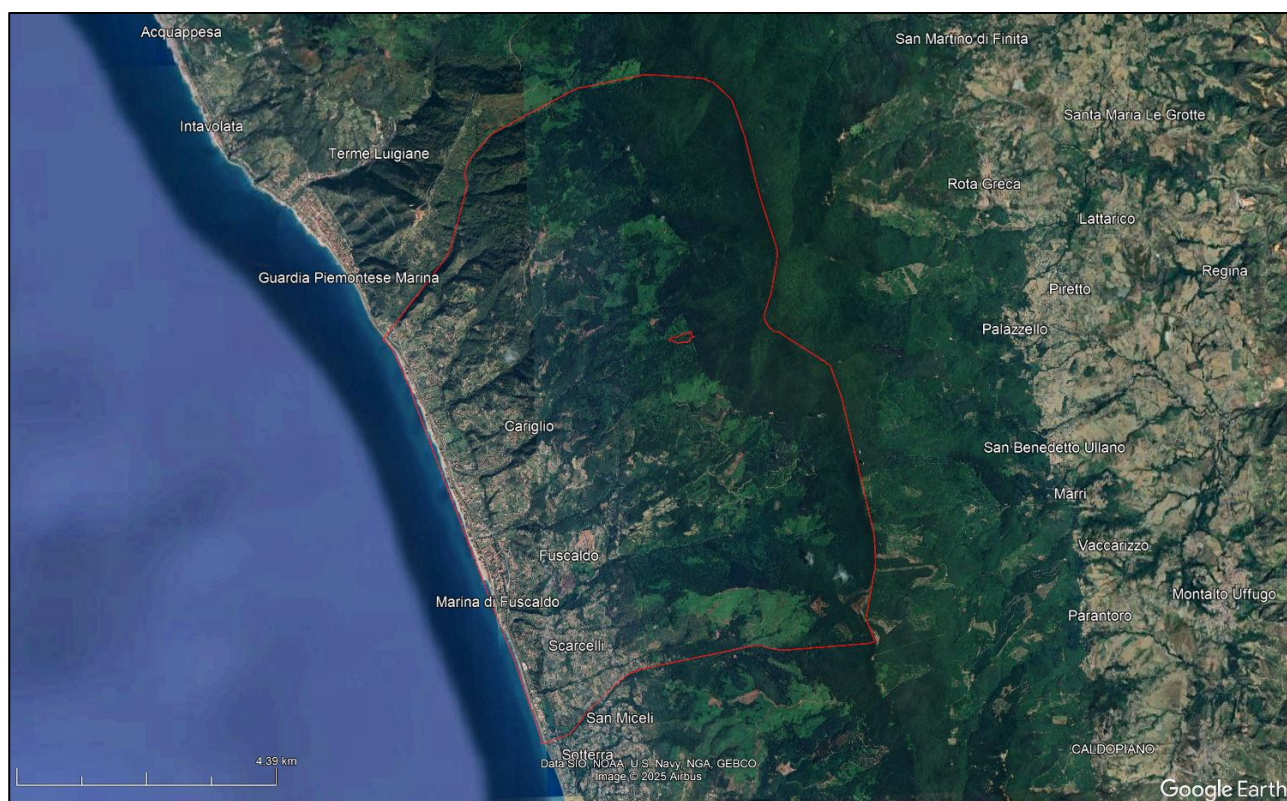 Acquappesa
San Martino di Finita
Santa Maria Le Grotte
Intavolata
Terme Luigiane
Rota Greca
Lattarico
Guardia Piemontese Marina
Regina
Piretto
Palazzello
Cariglio
San Benedetto Ullano
Marri
Vaccarizzo
Fuscaldo
Marina di Fuscaldo
Montalto Uffugo
Parantoro
Scarcelli
San Miceli
Sotterra
CALDOPIANO
4.39 km
Data SIO, NOAA, U.S. Navy, NGA, GEBCO
Image © 2025 Airbus
Google Earth